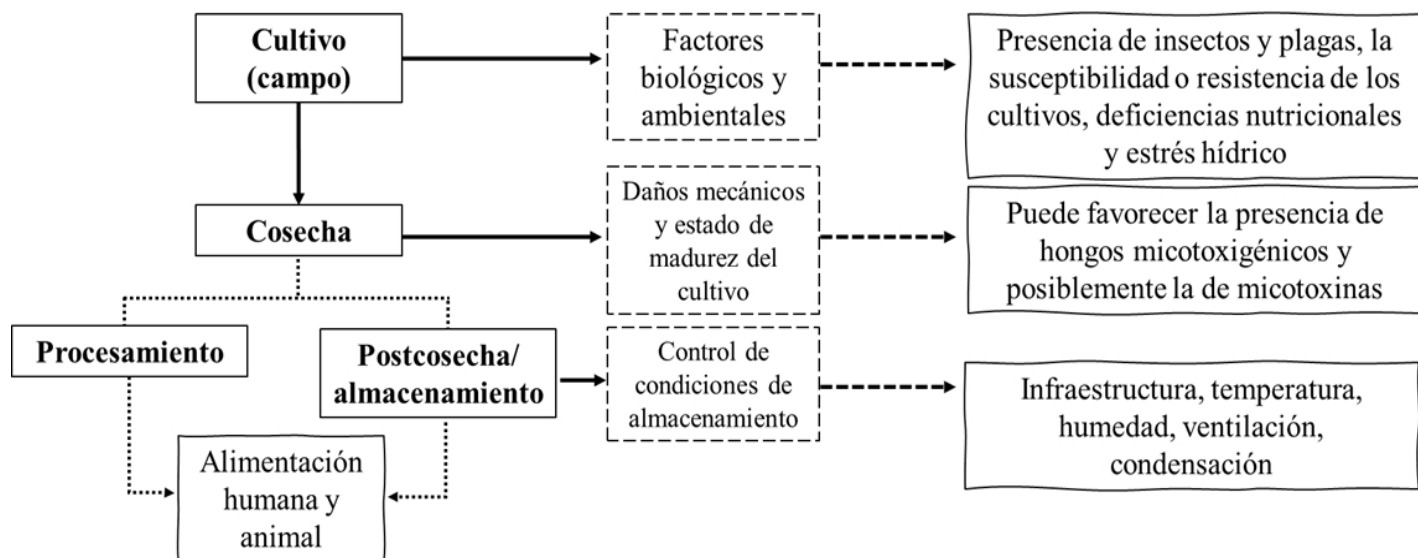 Cultivo
(campo)
Factores
biológicos y
ambientales
Presencia de insectos y plagas, la
susceptibilidad o resistencia de los
cultivos, deficiencias nutricionales
y estrés hídrico
Cosecha
Daños mecánicos
y estado de
madurez del
cultivo
Puede favorecer la presencia de
hongos micotoxigénicos y
posiblemente la de micotoxinas
Procesamiento
Postcosecha/
almacenamiento
Control de
condiciones de
almacenamiento
Infraestructura, temperatura,
humedad, ventilación,
condensación
Alimentación
humana y
animal